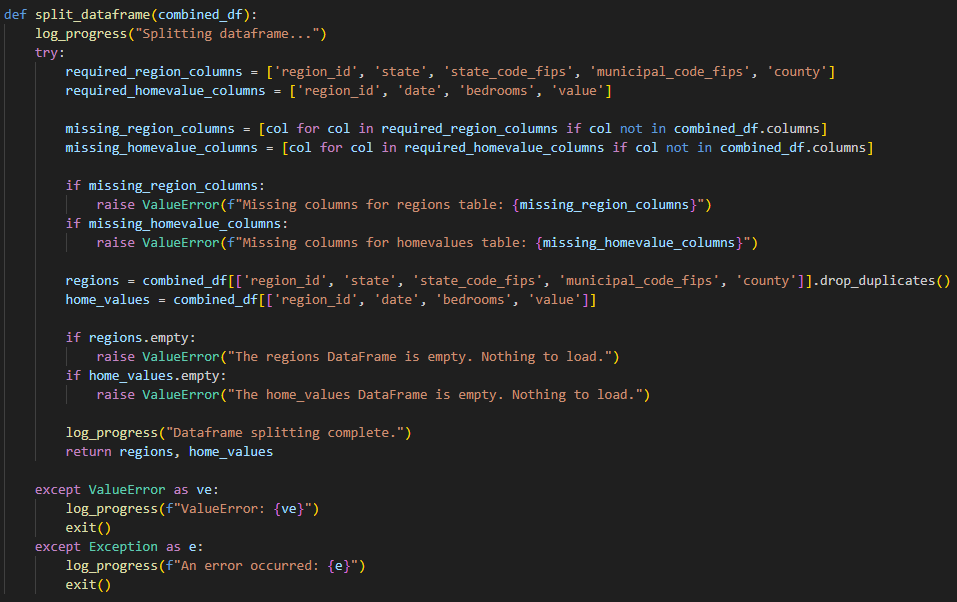 def split_dataframe(combined_df):
    log_progress("Splitting dataframe...")
    try:
        required_region_columns = ['region_id', 'state', 'state_code_fips', 'municipal_code_fips', 'county']
        required_homevalue_columns = ['region_id', 'date', 'bedrooms', 'value']

        missing_region_columns = [col for col in required_region_columns if col not in combined_df.columns]
        missing_homevalue_columns = [col for col in required_homevalue_columns if col not in combined_df.columns]

        if missing_region_columns:
            raise ValueError(f"Missing columns for regions table: {missing_region_columns}")
        if missing_homevalue_columns:
            raise ValueError(f"Missing columns for homevalues table: {missing_homevalue_columns}")

        regions = combined_df[['region_id', 'state', 'state_code_fips', 'municipal_code_fips', 'county']].drop_duplicates()
        home_values = combined_df[['region_id', 'date', 'bedrooms', 'value']]

        if regions.empty:
            raise ValueError("The regions DataFrame is empty. Nothing to load.")
        if home_values.empty:
            raise ValueError("The home_values DataFrame is empty. Nothing to load.")

        log_progress("Dataframe splitting complete.")
        return regions, home_values

    except ValueError as ve:
        log_progress(f"ValueError: {ve}")
        exit()
    except Exception as e:
        log_progress(f"An error occurred: {e}")
        exit()